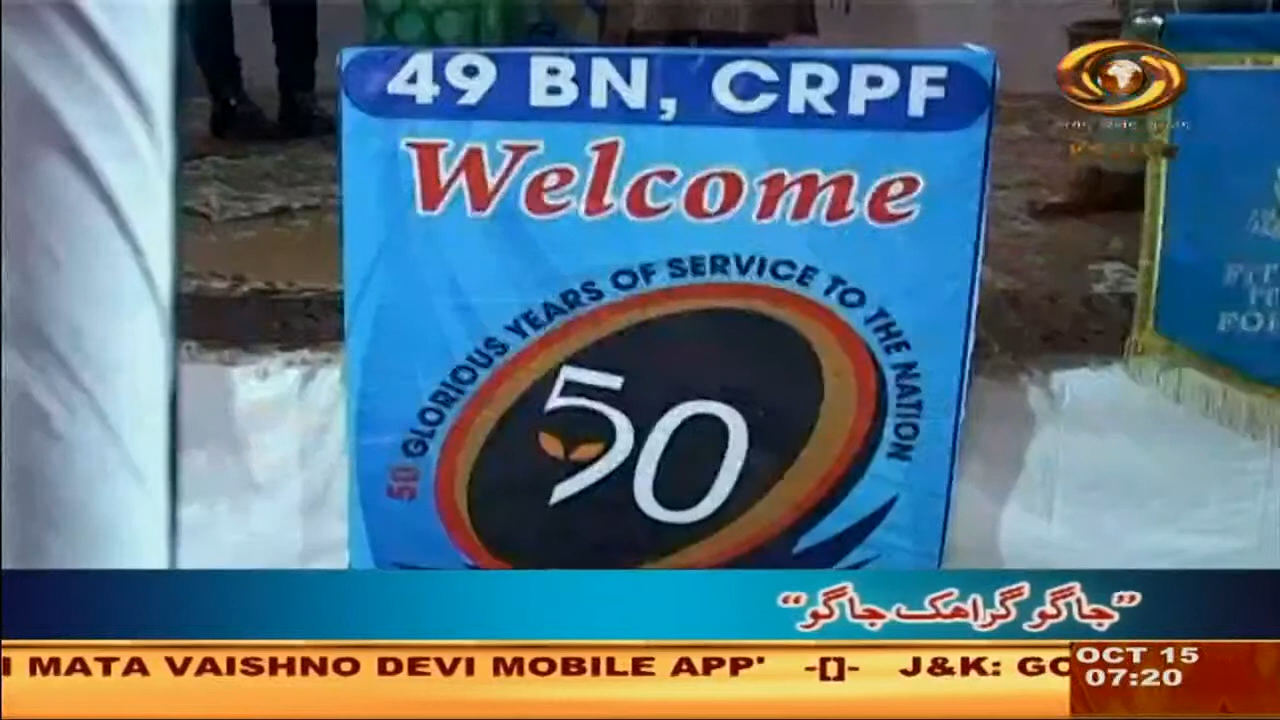 49 BN, CRPF
Welcome
50 GLORIOUS YEARS OF SERVICE TO THE NATION
50
”جاگو گراھک جاگو“
I MATA VAISHNO DEVI MOBILE APP' -[]- J&K: GO
OCT 15
07:20